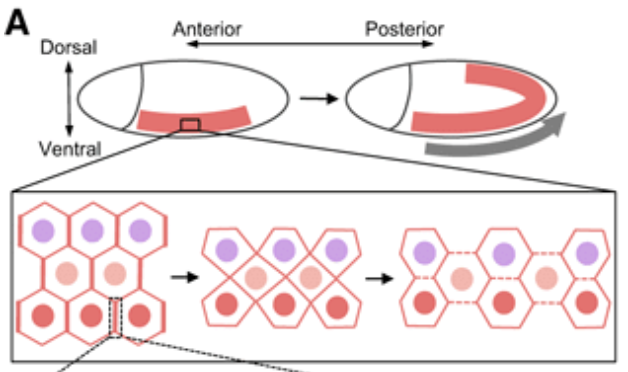 A
Anterior
Posterior
Dorsal
Ventral